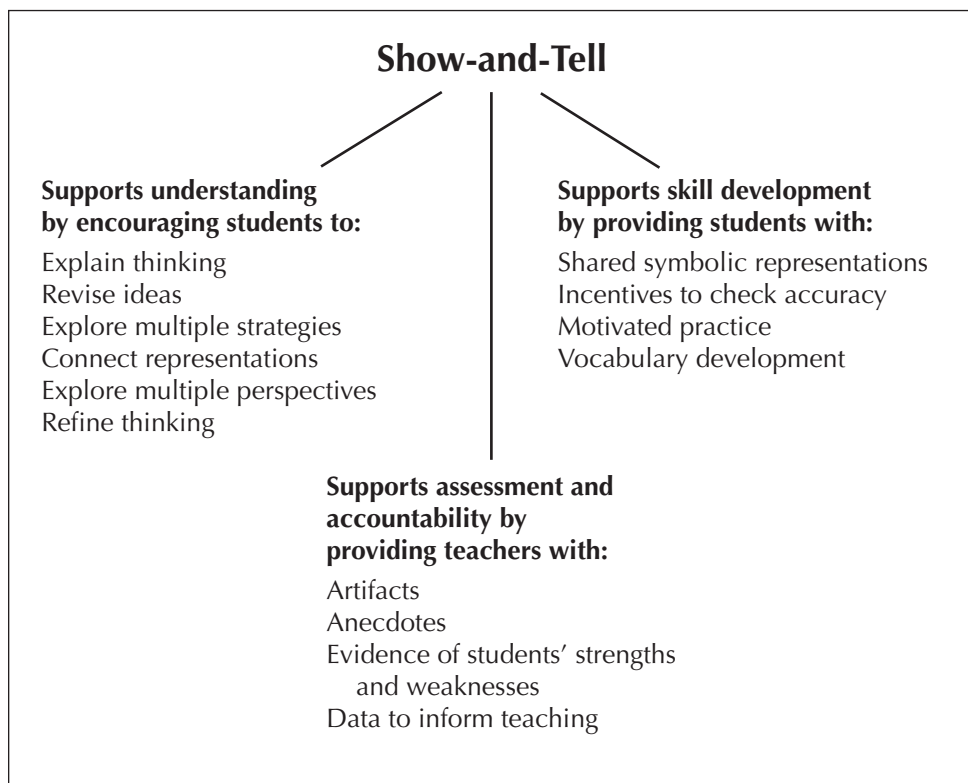 Show-and-Tell
Supports understanding
by encouraging students to:
Explain thinking
Revise ideas
Explore multiple strategies
Connect representations
Explore multiple perspectives
Refine thinking
Supports skill development
by providing students with:
Shared symbolic representations
Incentives to check accuracy
Motivated practice
Vocabulary development
Supports assessment and
accountability by
providing teachers with:
Artifacts
Anecdotes
Evidence of students’ strengths
and weaknesses
Data to inform teaching